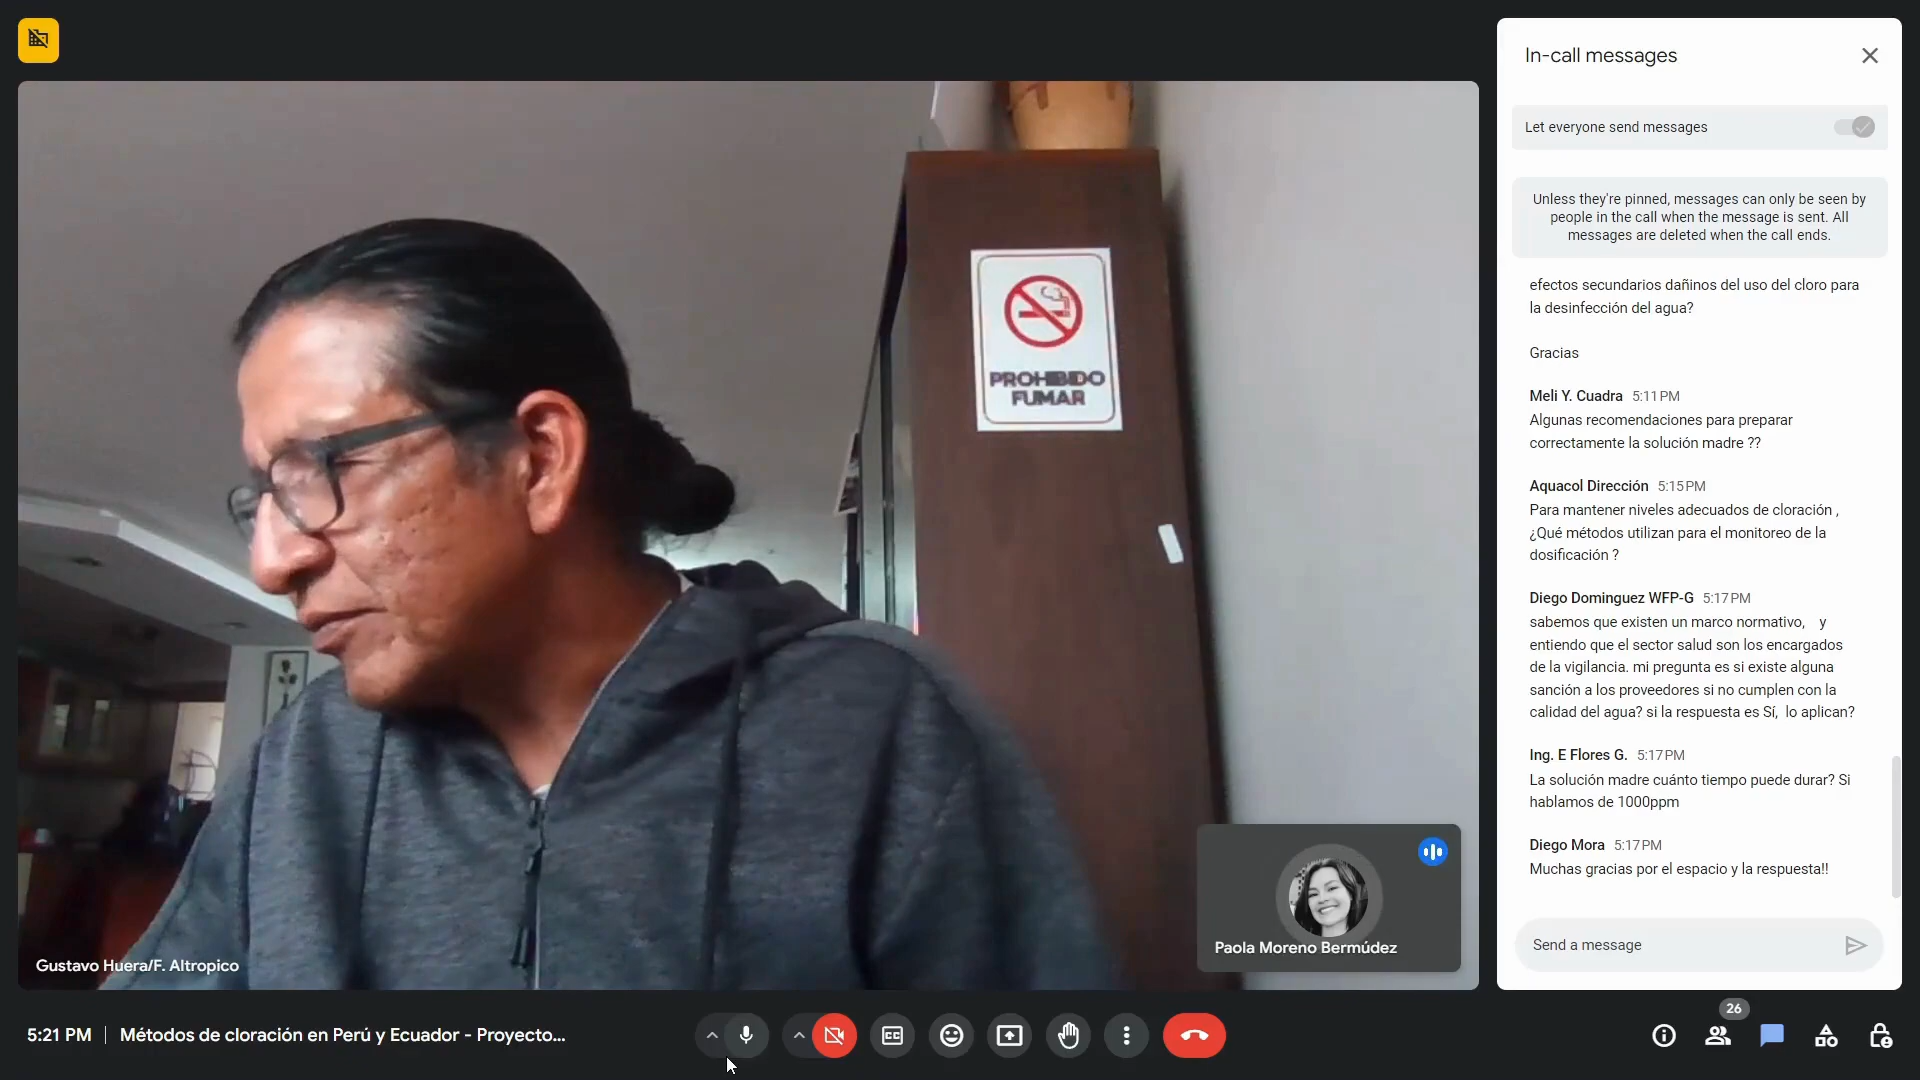 In-call messages
Let everyone send messages
Unless they're pinned, messages can only be seen by
people in the call when the message is sent. All
messages are deleted when the call ends.
efectos secundarios dañinos del uso del cloro para
la desinfección del agua?
Gracias
Meli Y. Cuadra 5:11 PM
Algunas recomendaciones para preparar
correctamente la solución madre ??
Aquacol Dirección 5:15 PM
Para mantener niveles adecuados de cloración ,
¿Qué métodos utilizan para el monitoreo de la
dosificación ?
Diego Dominguez WFP-G 5:17 PM
sabemos que existen un marco normativo, y
entiendo que el sector salud son los encargados
de la vigilancia. mi pregunta es si existe alguna
sanción a los proveedores si no cumplen con la
calidad del agua? si la respuesta es Sí, lo aplican?
Ing. E Flores G. 5:17 PM
La solución madre cuánto tiempo puede durar? Si
hablamos de 1000ppm
Diego Mora 5:17 PM
Muchas gracias por el espacio y la respuesta!!
Send a message
PROHIBIDO
FUMAR
Paola Moreno Bermúdez
Gustavo Huera/F. Altropico
5:21 PM | Métodos de cloración en Perú y Ecuador - Proyecto...
CC
26